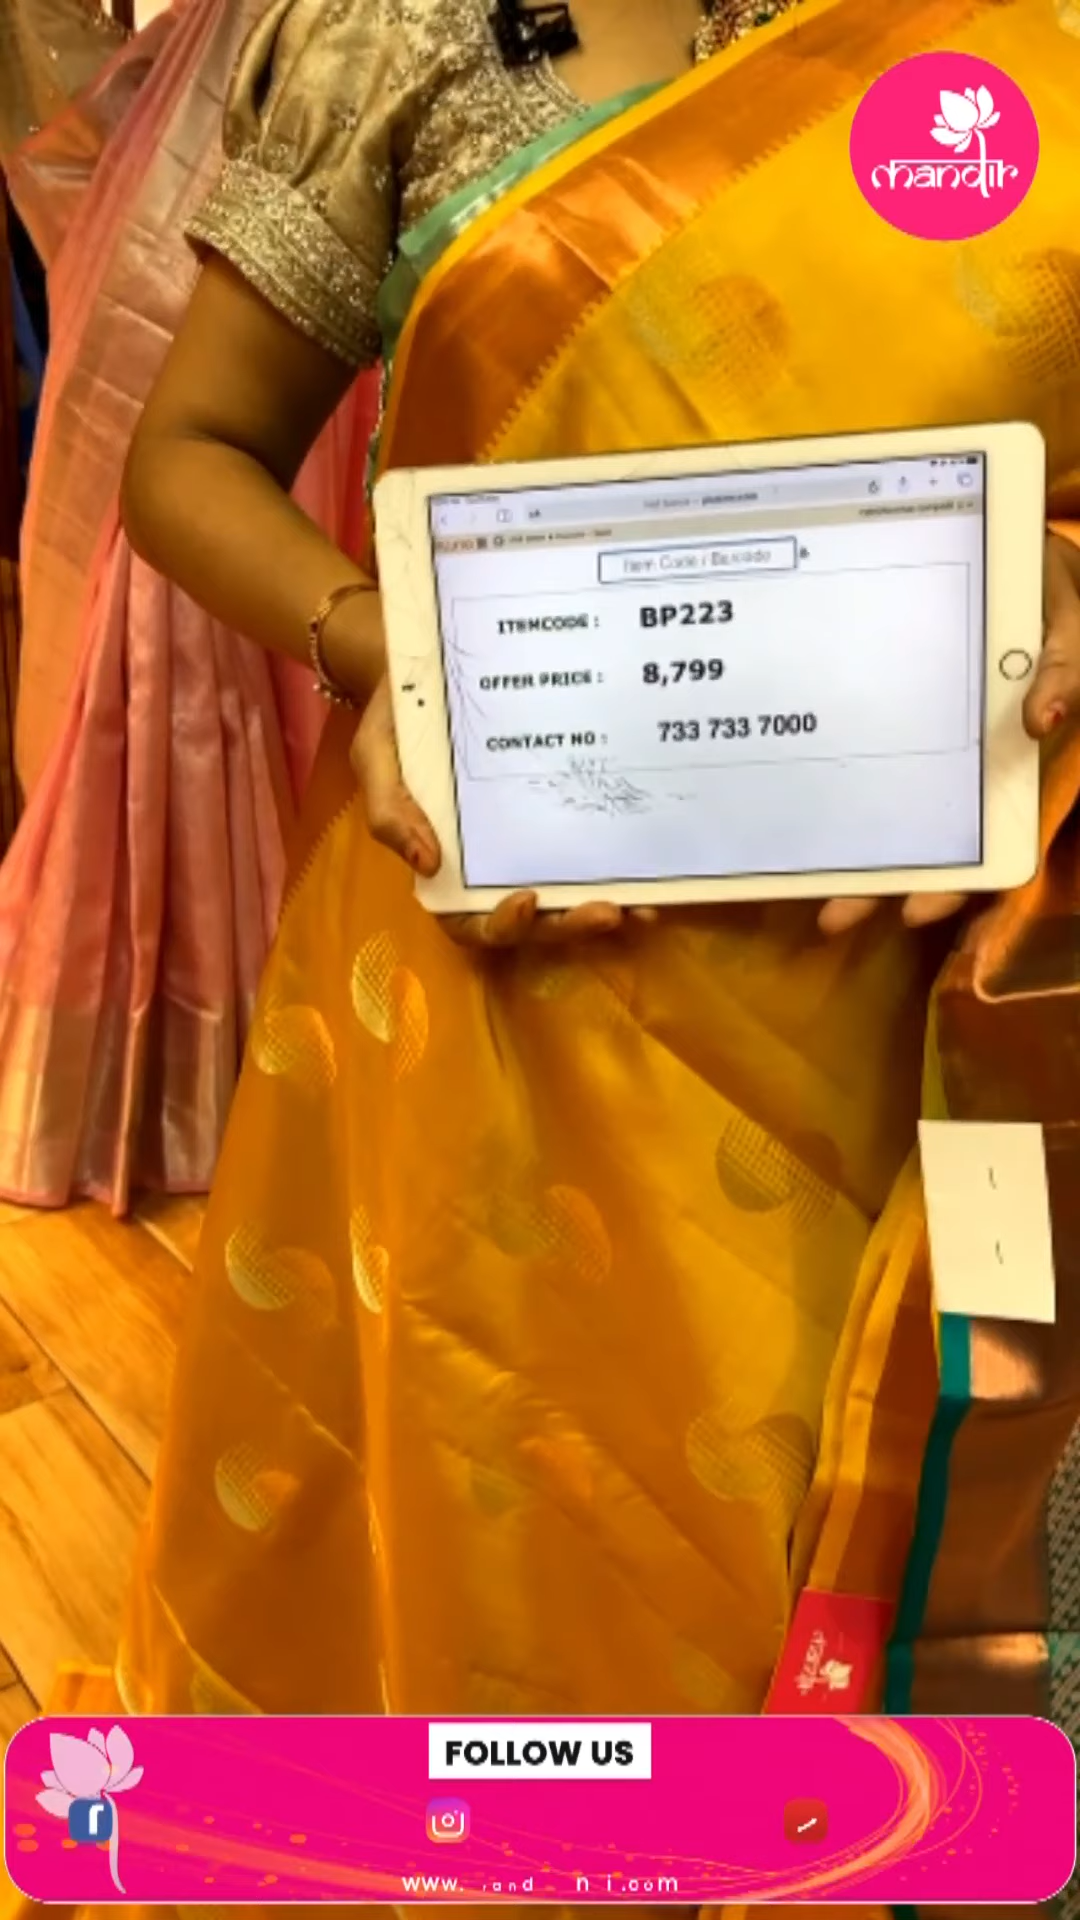 mandir
Item Code / Barcode
ITEMCODE : BP223
OFFER PRICE : 8,799
CONTACT NO : 733 733 7000
FOLLOW US